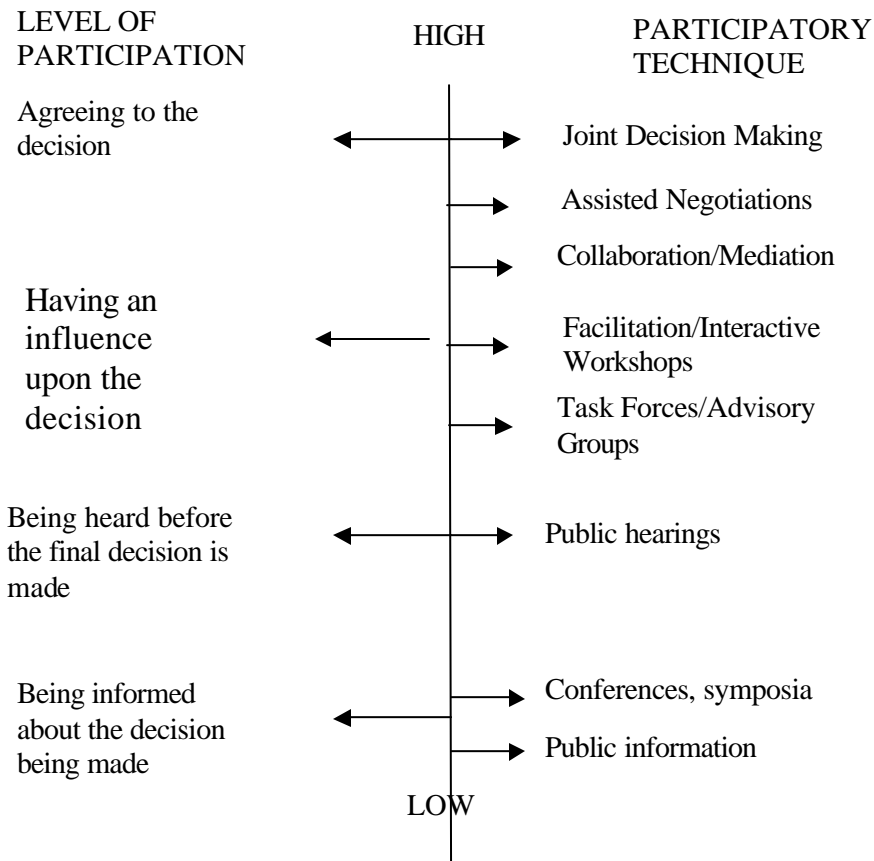 LEVEL OF
PARTICIPATION
HIGH
PARTICIPATORY
TECHNIQUE
Agreeing to the
decision
Joint Decision Making
Assisted Negotiations
Collaboration/Mediation
Having an
influence
upon the
decision
Facilitation/Interactive
Workshops
Task Forces/Advisory
Groups
Being heard before
the final decision is
made
Public hearings
Being informed
about the decision
being made
Conferences, symposia
Public information
LOW